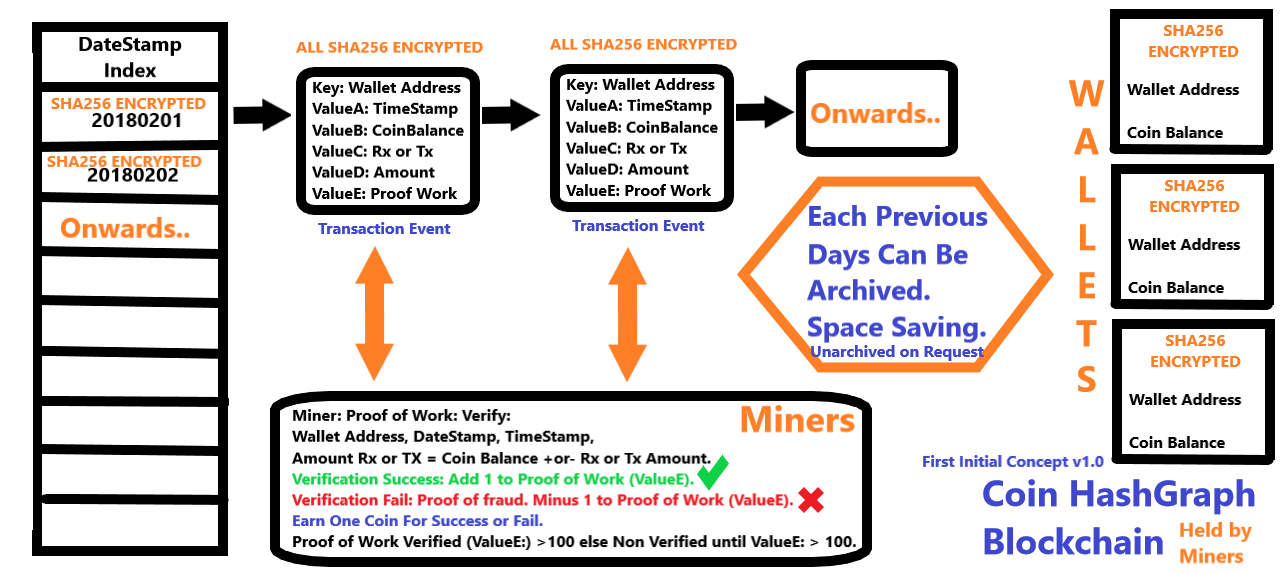 DateStamp
Index
SHA256 ENCRYPTED
20180201
SHA256 ENCRYPTED
20180202
Onwards..
ALL SHA256 ENCRYPTED
Key: Wallet Address
ValueA: TimeStamp
ValueB: CoinBalance
ValueC: Rx or Tx
ValueD: Amount
ValueE: Proof Work
Transaction Event
ALL SHA256 ENCRYPTED
Key: Wallet Address
ValueA: TimeStamp
ValueB: CoinBalance
ValueC: Rx or Tx
ValueD: Amount
ValueE: Proof Work
Transaction Event
Onwards..
Each Previous
Days Can Be
Archived.
Space Saving.
Unarchived on Request
WALLETS
SHA256
ENCRYPTED
Wallet Address
Coin Balance
SHA256
ENCRYPTED
Wallet Address
Coin Balance
SHA256
ENCRYPTED
Wallet Address
Coin Balance
Miners
Miner: Proof of Work: Verify:
Wallet Address, DateStamp, TimeStamp,
Amount Rx or TX = Coin Balance +or- Rx or Tx Amount.
Verification Success: Add 1 to Proof of Work (ValueE).
Verification Fail: Proof of fraud. Minus 1 to Proof of Work (ValueE).
Earn One Coin For Success or Fail.
Proof of Work Verified (ValueE:) >100 else Non Verified until ValueE: > 100.
First Initial Concept v1.0
Coin HashGraph
Blockchain
Held by
Miners